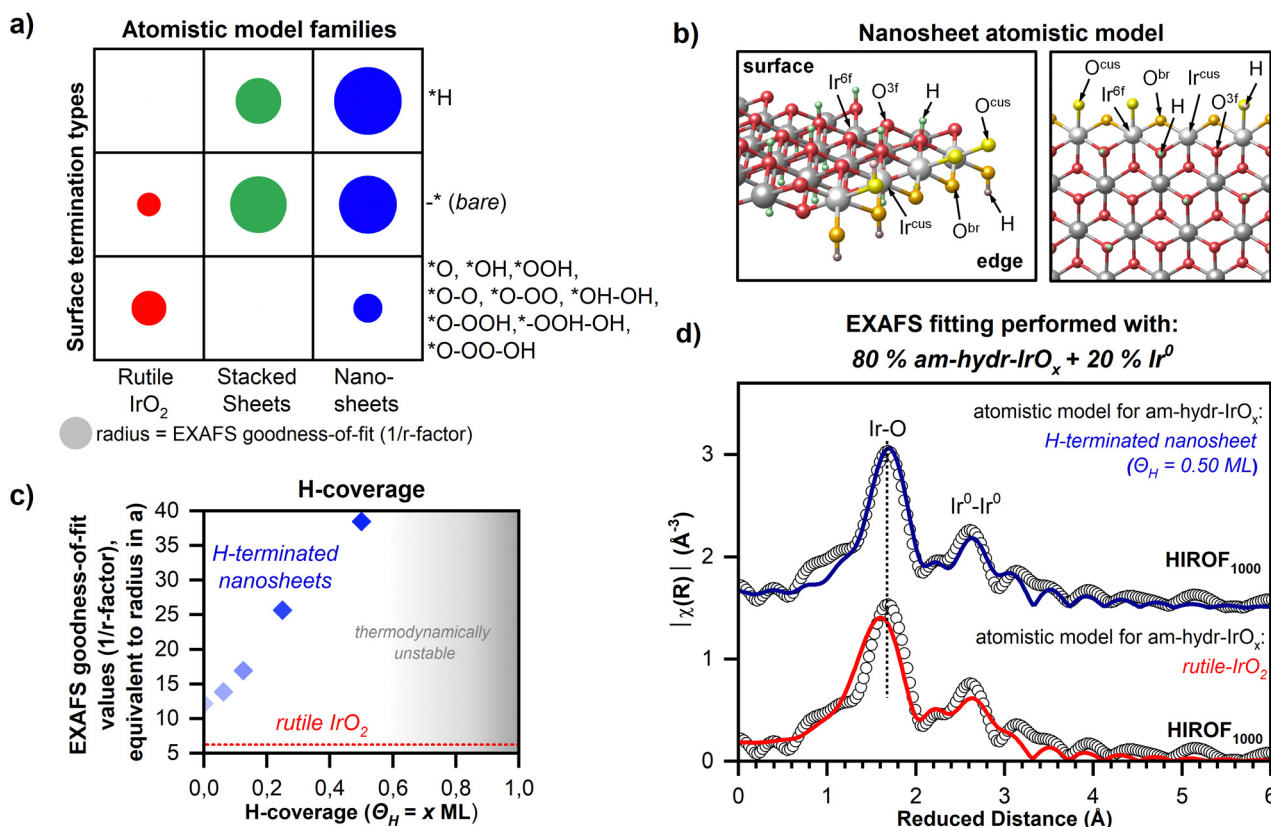 a)
Atomistic model families
Surface termination types
*H
-* (bare)
*O, *OH,*OOH,
*O-O, *O-OO, *OH-OH,
*O-OOH,*-OOH-OH,
*O-OO-OH
Rutile
IrO2
Stacked
Sheets
Nano-
sheets
radius = EXAFS goodness-of-fit (1/r-factor)
b)
Nanosheet atomistic model
surface
Ir6f
O3f
H
Ocus
Ircus
Obr
H
edge
Ocus
Ir6f
Obr
H
Ircus
O3f
H
c)
H-coverage
EXAFS goodness-of-fit
values (1/r-factor),
equivalent to radius in a)
40
35
30
25
20
15
10
5
H-terminated
nanosheets
thermodynamically
unstable
rutile IrO2
0,0
0,2
0,4
0,6
0,8
1,0
H-coverage (ΘH = x ML)
d)
EXAFS fitting performed with:
80 % am-hydr-IrOx + 20 % Ir0
|χ(R)| (Å-3)
3
2
1
0
atomistic model for am-hydr-IrOx:
H-terminated nanosheet
(ΘH = 0.50 ML)
Ir-O
Ir0-Ir0
HIROF1000
atomistic model for am-hydr-IrOx:
rutile-IrO2
HIROF1000
0
1
2
3
4
5
6
Reduced Distance (Å)